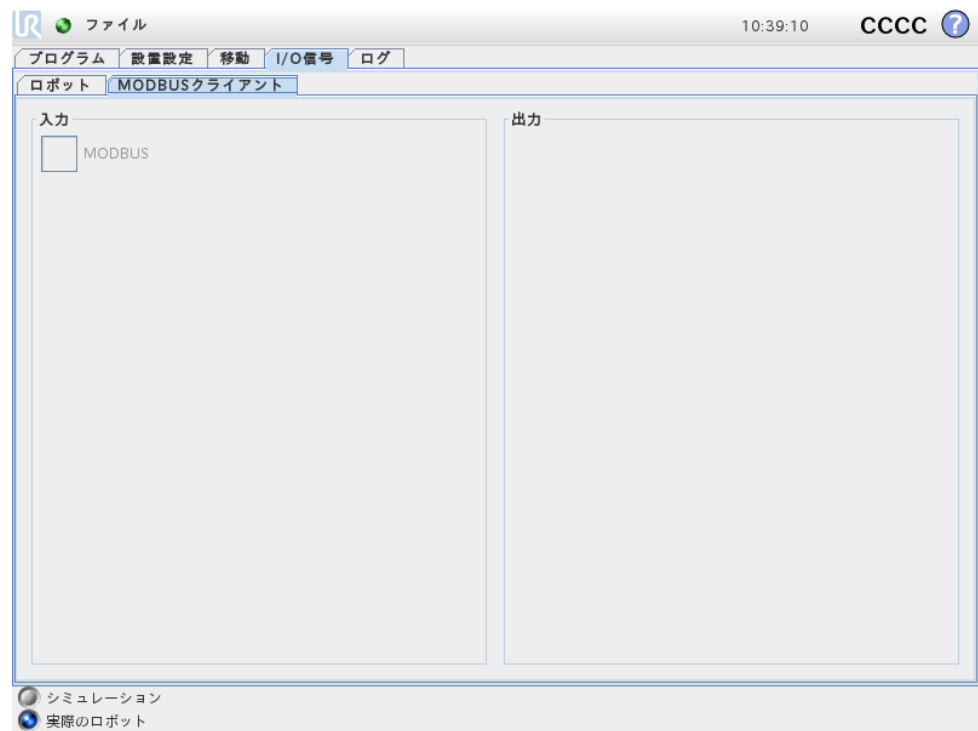 UR ファイル 10:39:10 CCCC ?
プログラム 設置設定 移動 I/O信号 ログ
ロボット MODBUSクライアント
入力 出力
MODBUS
シミュレーション
実際のロボット